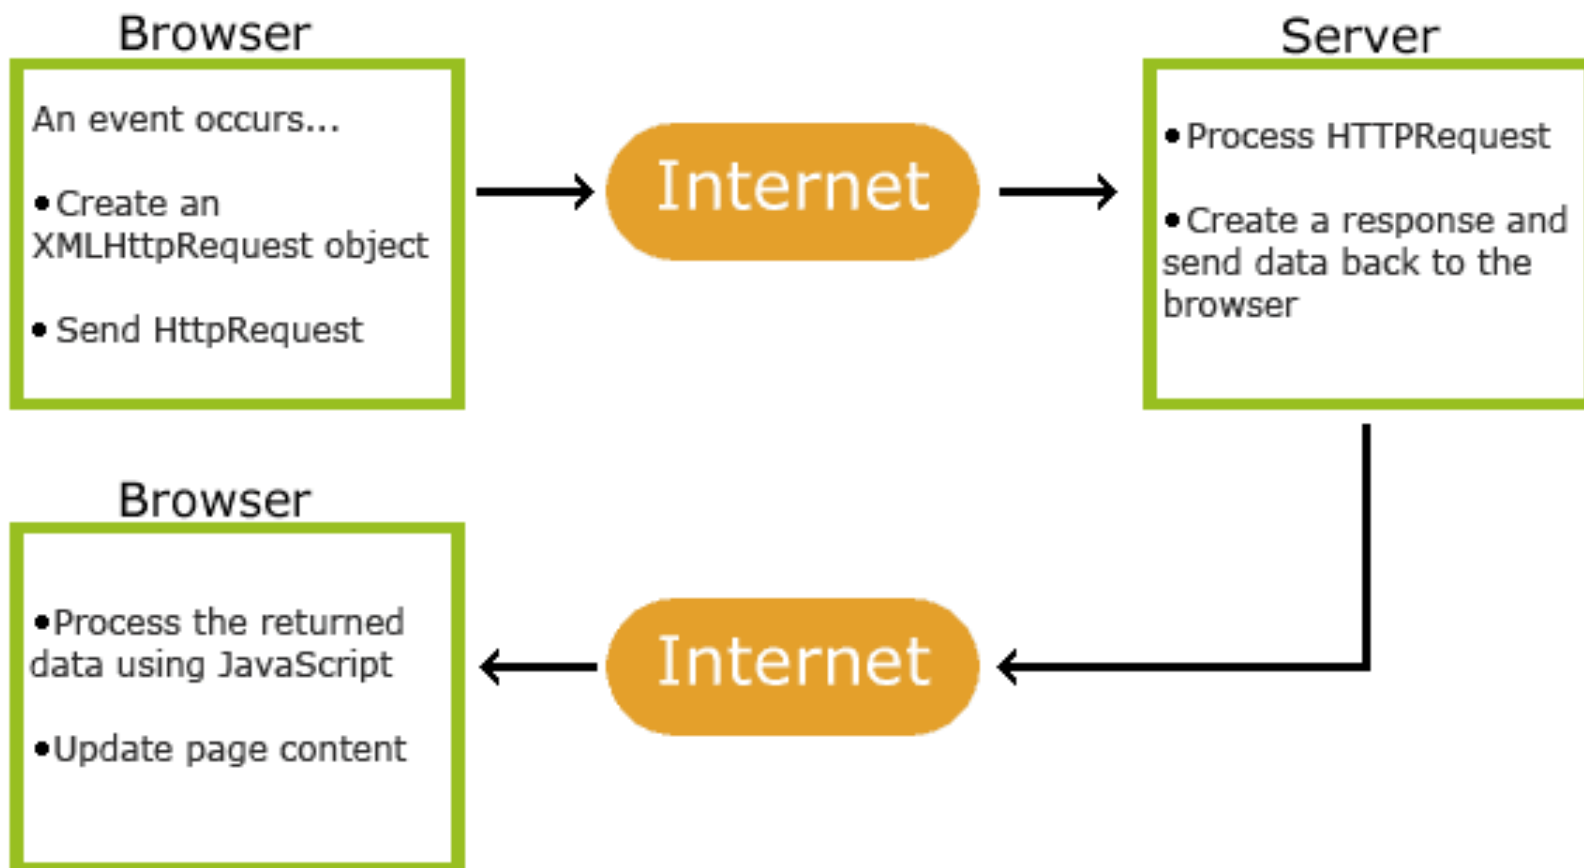 Browser
An event occurs...
• Create an
XMLHttpRequest object
• Send HttpRequest
Internet
Server
• Process HTTPRequest
• Create a response and
send data back to the
browser
Browser
• Process the returned
data using JavaScript
• Update page content
Internet